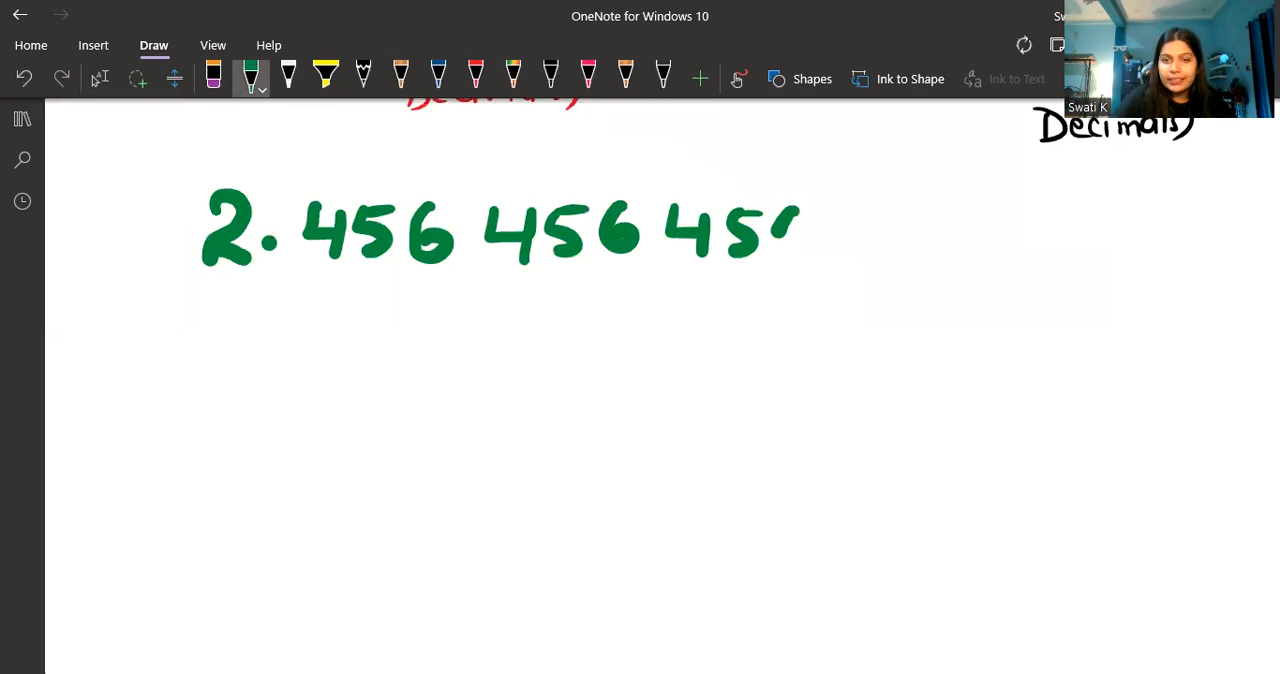 OneNote for Windows 10
Sw
Home Insert Draw View Help
Shapes Ink to Shape Ink to Text
Swati K
Decimals)
2. 456 456 45